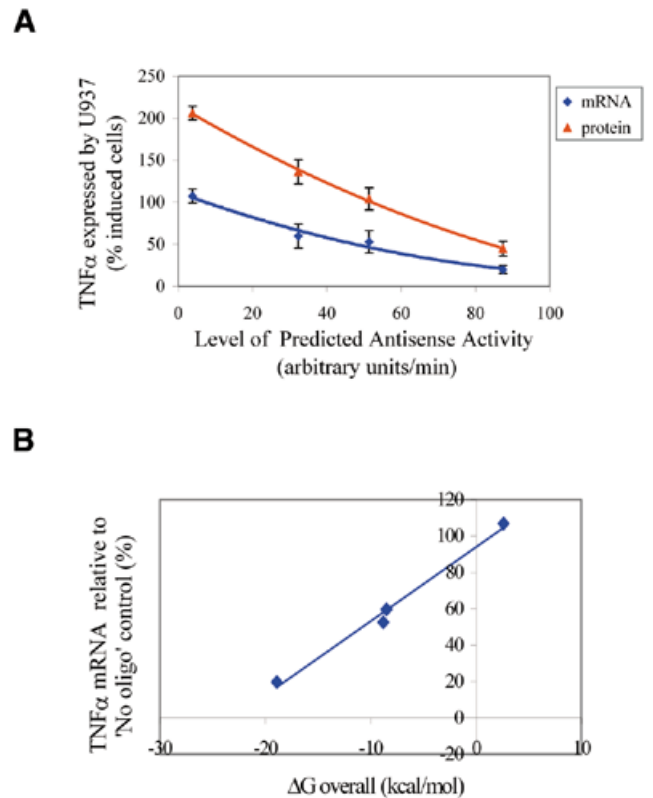 A
TNFα expressed by U937
(% induced cells)
250
200
150
100
50
0
0 20 40 60 80 100
Level of Predicted Antisense Activity
(arbitrary units/min)
mRNA
protein
B
TNFα mRNA relative to
'No oligo' control (%)
120
100
80
60
40
20
0
-20
-30 -20 -10 0 10
ΔG overall (kcal/mol)